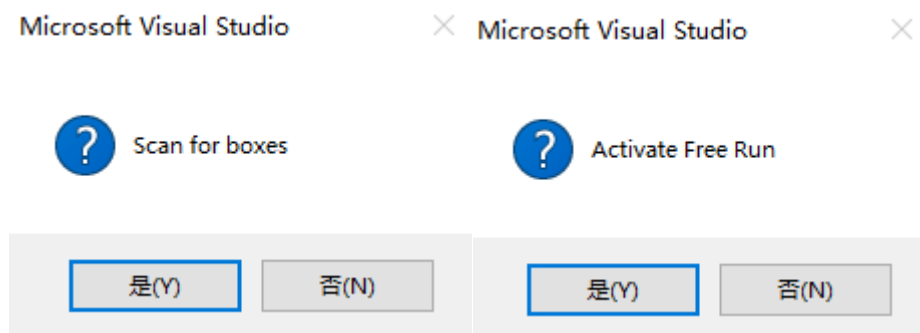 Microsoft Visual Studio
Scan for boxes
是(Y)
否(N)
Microsoft Visual Studio
Activate Free Run
是(Y)
否(N)